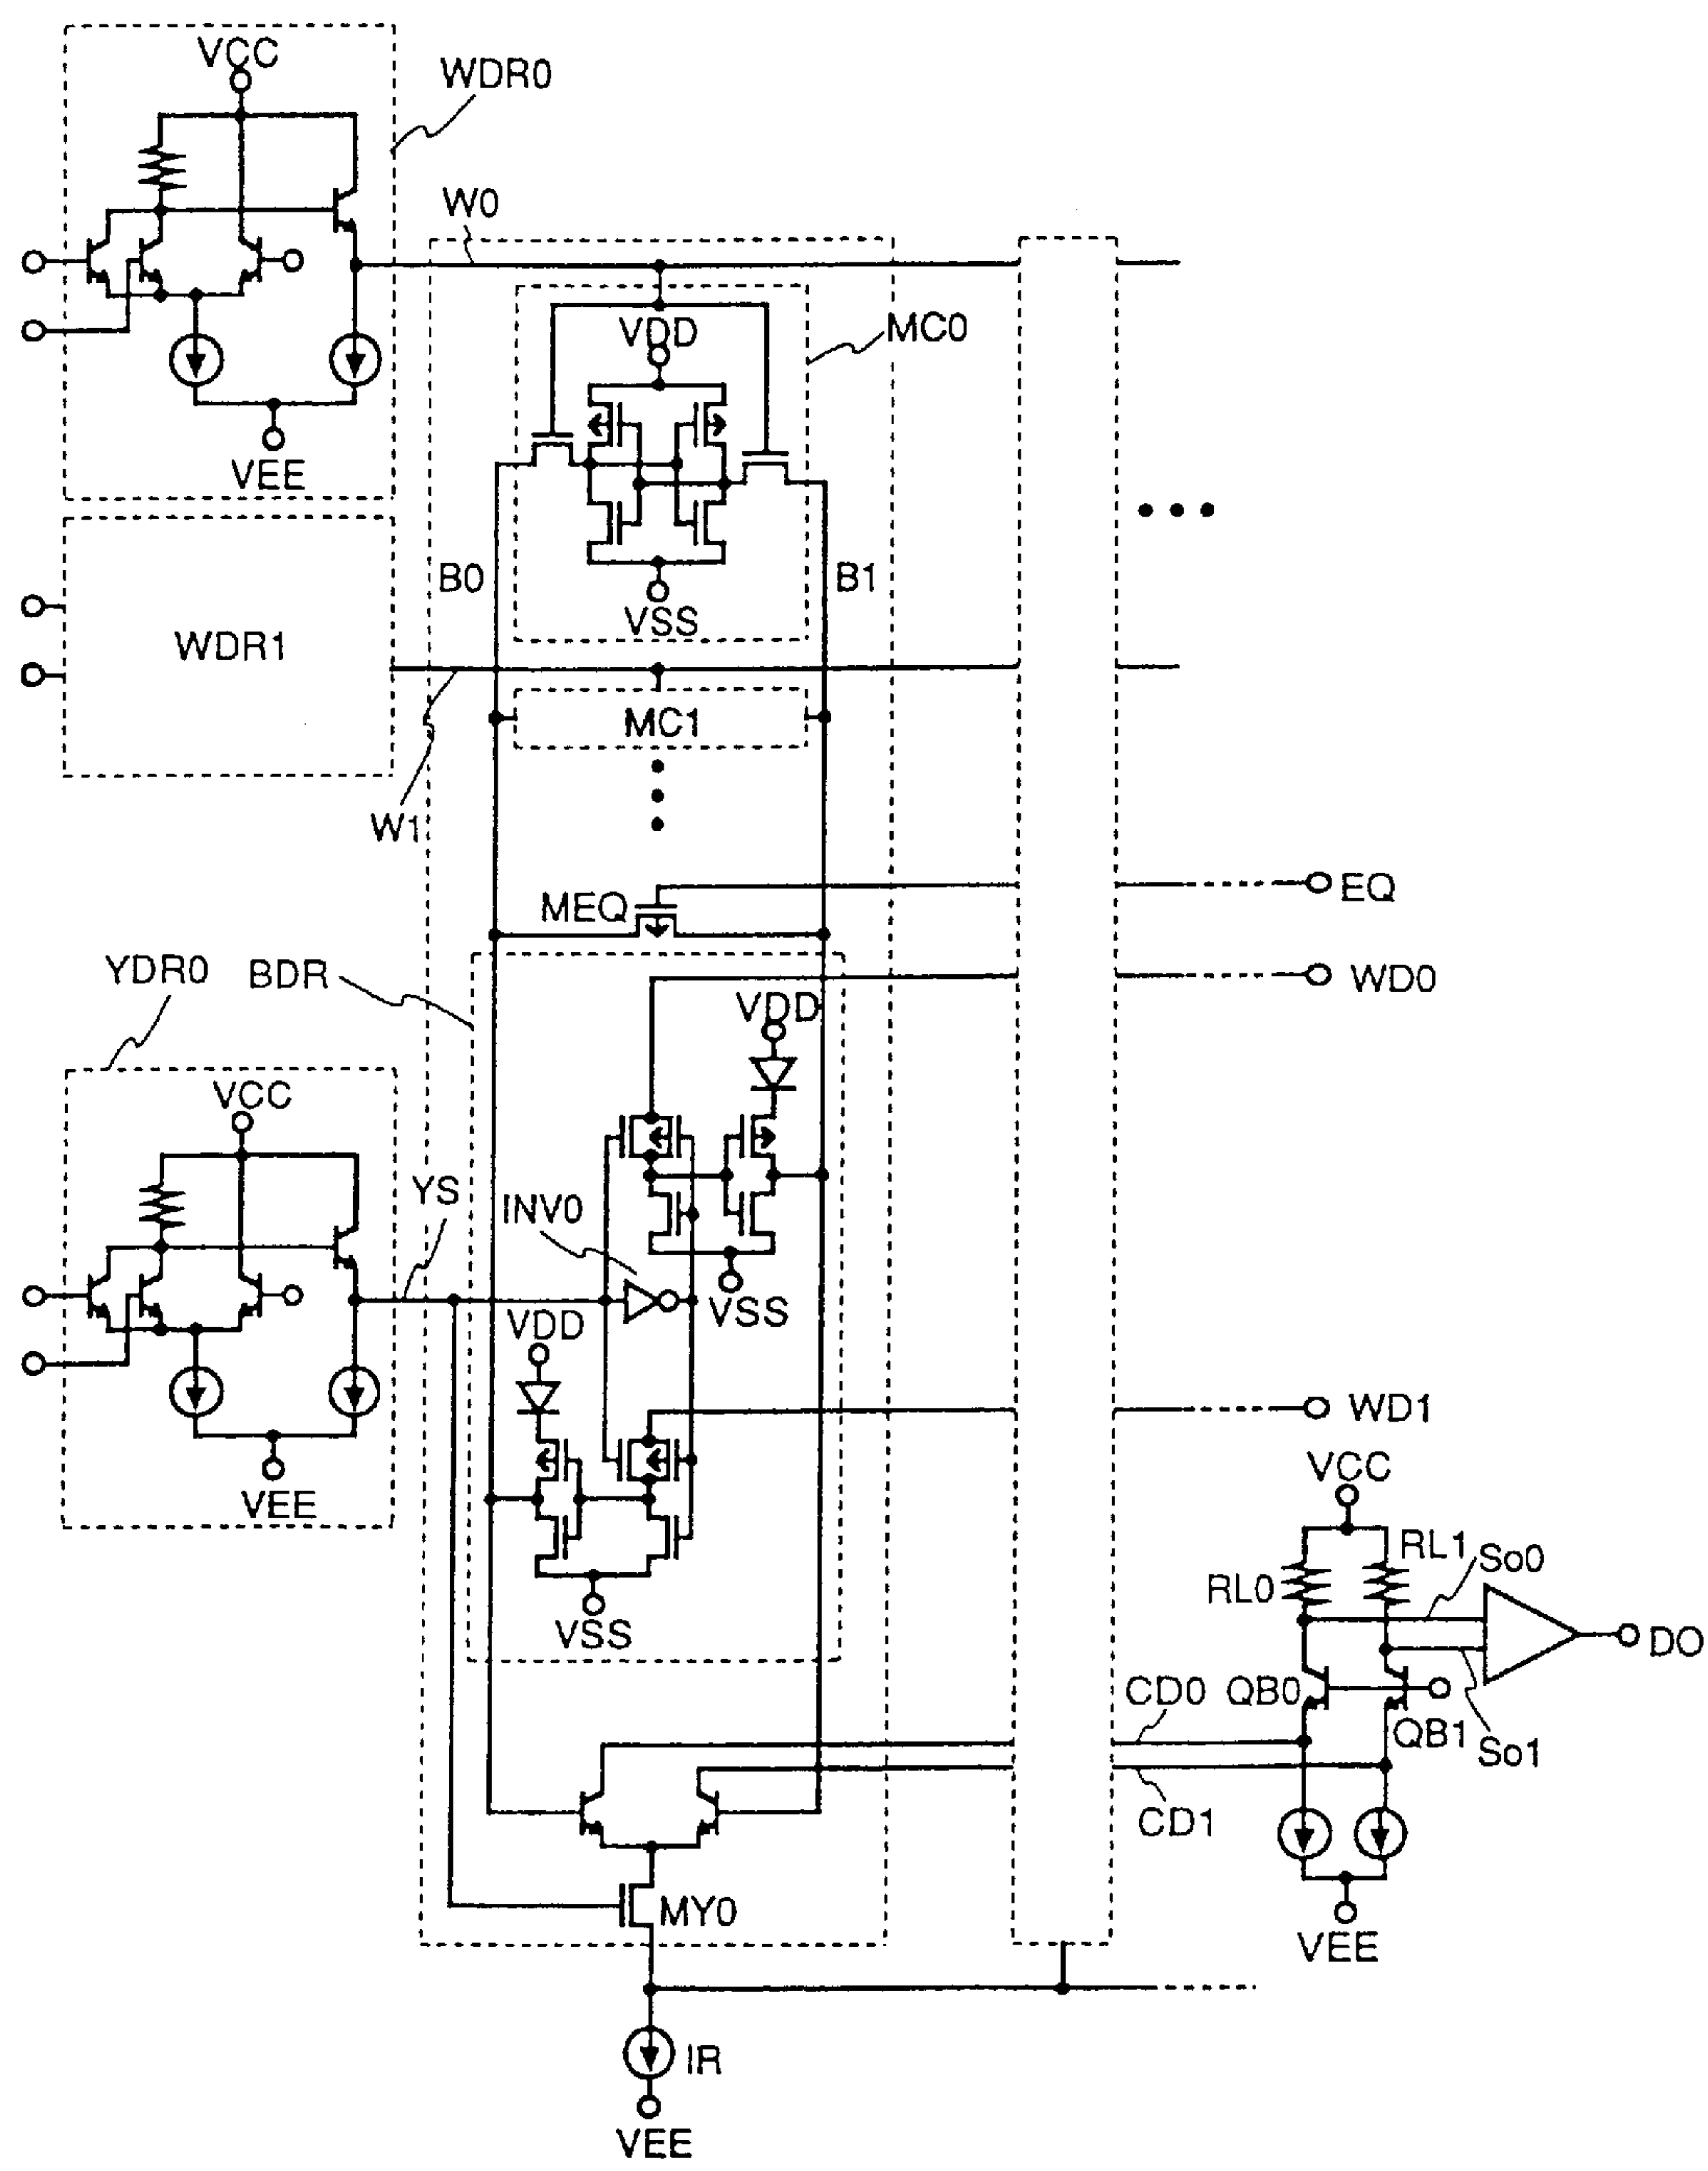 VCC
WDR0
W0
VDD
MC0
VEE
B0
B1
VSS
WDR1
MC1
W1
MEQ
EQ
YDR0
BDR
WD0
VDD
VCC
YS
INV0
VSS
VDD
WD1
VEE
VCC
RL1
So0
RL0
VSS
DO
CD0
QB0
QB1
So1
CD1
MY0
VEE
IR
VEE